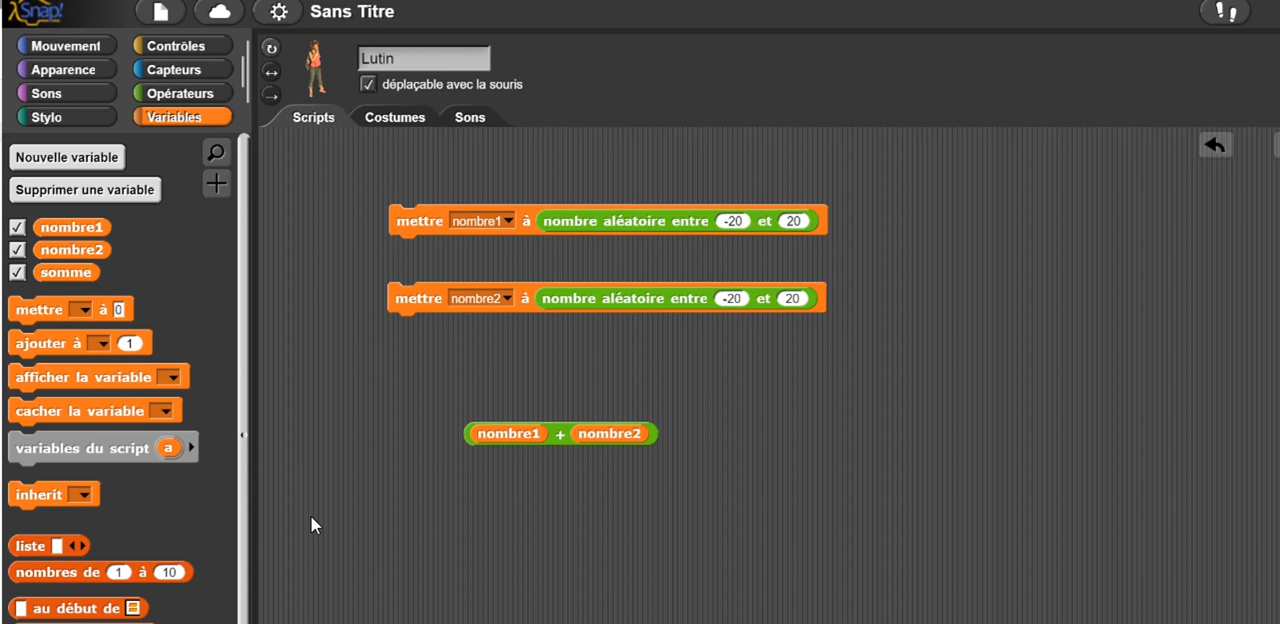 Snap!
Sans Titre
Mouvement
Contrôles
Apparence
Capteurs
Sons
Opérateurs
Stylo
Variables
Lutin
déplaçable avec la souris
Scripts
Costumes
Sons
Nouvelle variable
Supprimer une variable
nombre1
nombre2
somme
mettre à 0
ajouter à 1
afficher la variable
cacher la variable
variables du script a
inherit
liste
nombres de 1 à 10
au début de
mettre nombre1 à nombre aléatoire entre -20 et 20
mettre nombre2 à nombre aléatoire entre -20 et 20
nombre1 + nombre2